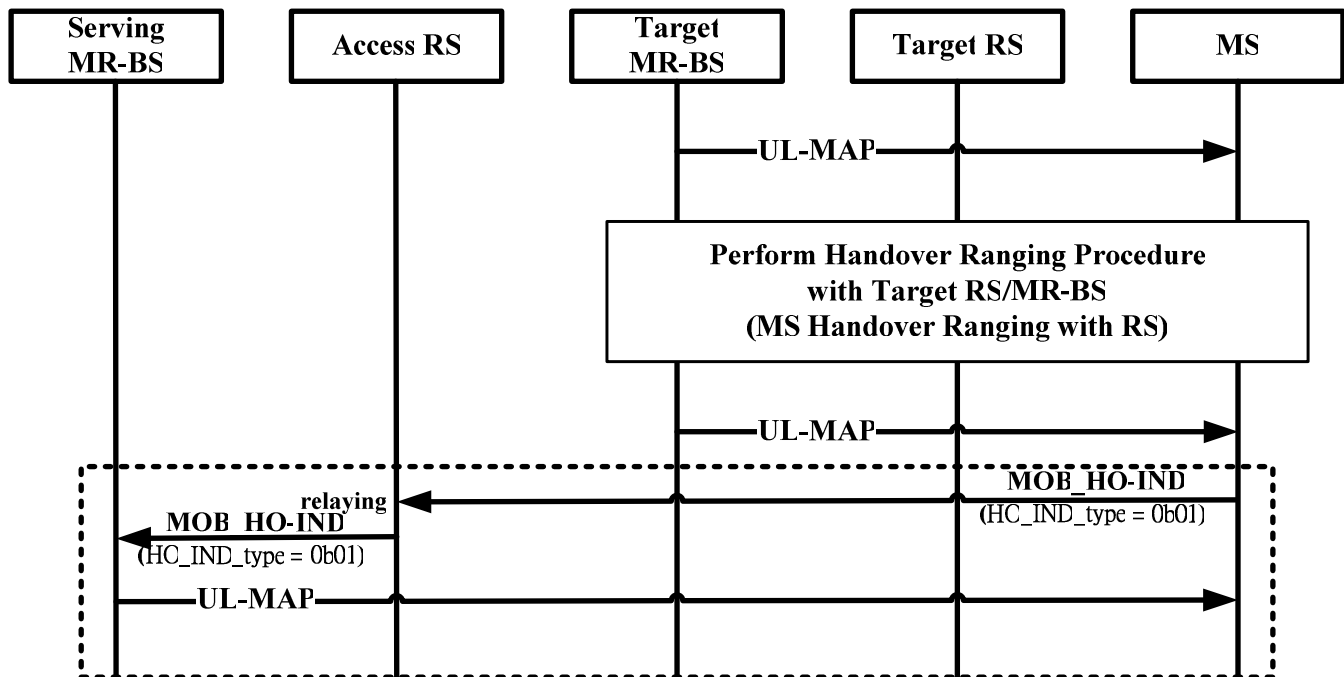 Serving
MR-BS
Access RS
Target
MR-BS
Target RS
MS
UL-MAP
Perform Handover Ranging Procedure
with Target RS/MR-BS
(MS Handover Ranging with RS)
UL-MAP
MOB_HO-IND
(HC_IND_type = 0b01)
relaying
MOB_HO-IND
(HC_IND_type = 0b01)
UL-MAP